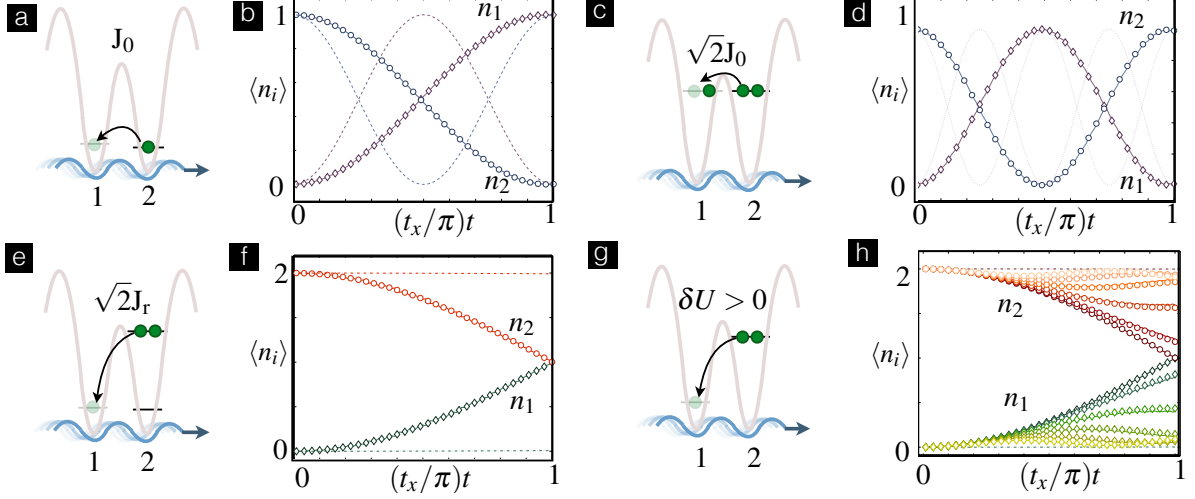 a
J₀
1 2
b
1
⟨nᵢ⟩
0
n₁
n₂
0 1
(tₓ/π)t
c
√2J₀
1 2
d
1
⟨nᵢ⟩
0
n₂
n₁
0 1
(tₓ/π)t
e
√2Jᵣ
1 2
f
2
⟨nᵢ⟩
0
n₂
n₁
0 1
(tₓ/π)t
g
δU > 0
1 2
h
2
⟨nᵢ⟩
0
n₂
n₁
0 1
(tₓ/π)t